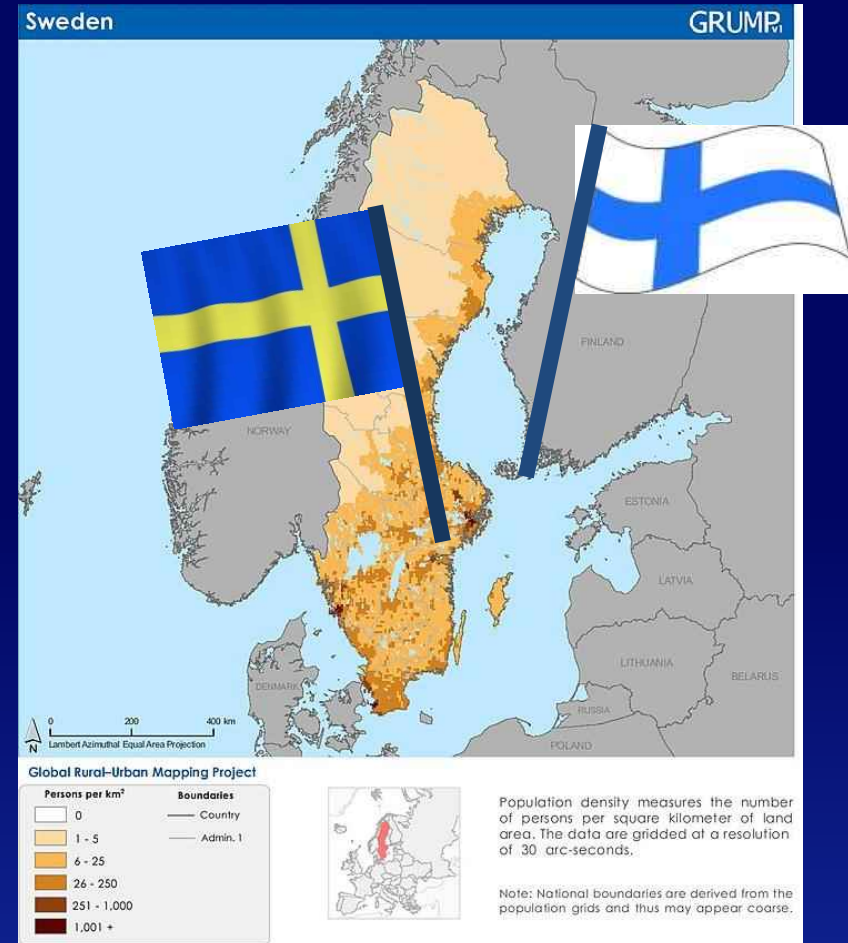 Sweden
GRUMPv1
FINLAND
NORWAY
ESTONIA
LATVIA
LITHUANIA
BELARUS
DENMARK
RUSSIA
POLAND
0 200 400 km
Lambert Azimuthal Equal Area Projection
N
Global Rural–Urban Mapping Project
Persons per km²
0
1 - 5
6 - 25
26 - 250
251 - 1,000
1,001 +
Boundaries
Country
Admin. 1
Population density measures the number
of persons per square kilometer of land
area. The data are gridded at a resolution
of 30 arc-seconds.
Note: National boundaries are derived from the
population grids and thus may appear coarse.